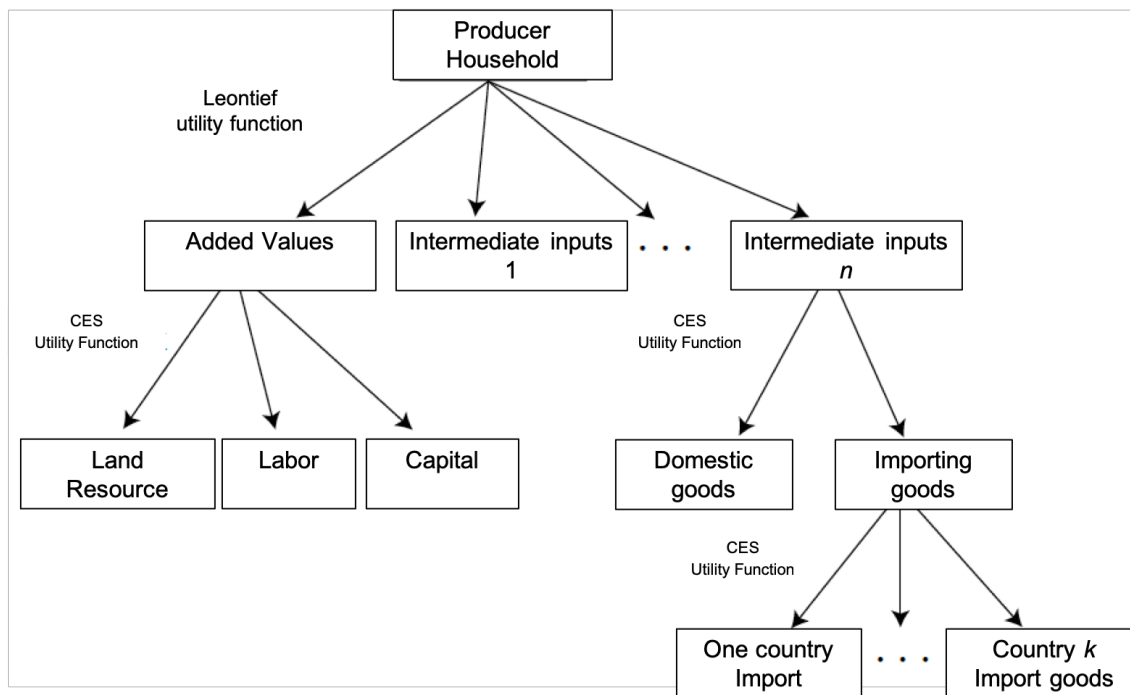 Producer
Household
Leontief
utility function
Added Values
Intermediate inputs
1
. . .
Intermediate inputs
n
CES
Utility Function
CES
Utility Function
Land
Resource
Labor
Capital
Domestic
goods
Importing
goods
CES
Utility Function
One country
Import
. . .
Country k
Import goods